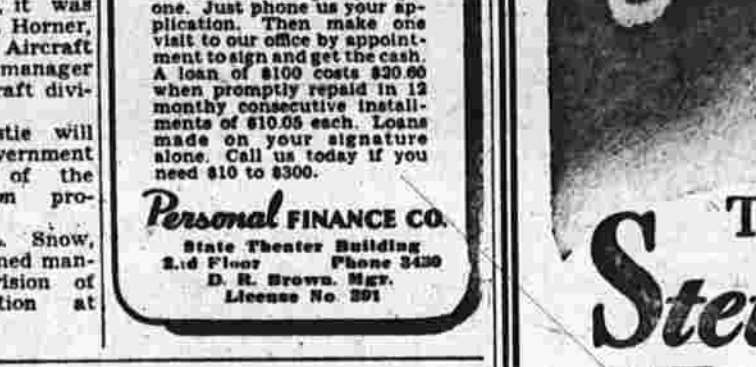 it was
Horner,
Aircraft
manager
raft divi-
stie will
vernment
of the
on pro-
Snow,
ned man-
vision of
tion at
one. Just phone us your ap-
plication. Then make one
visit to our office by appoint-
ment to sign and get the cash.
A loan of $100 costs $20.60
when promptly repaid in 12
monthy consecutive install-
ments of $10.05 each. Loans
made on your signature
alone. Call us today if you
need $10 to $300.
Personal FINANCE CO.
State Theater Building
Floor Phone 3430
D. R. Brown, Mgr.
License No 391
T
Ste